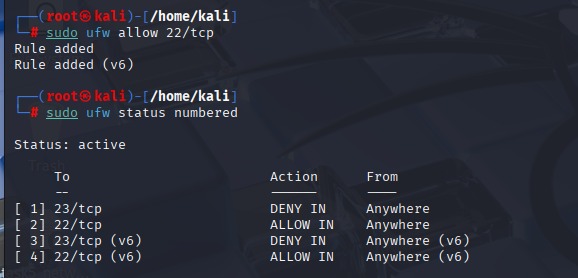 ┌──(root㉿kali)-[/home/kali]
└─# sudo ufw allow 22/tcp
Rule added
Rule added (v6)
┌──(root㉿kali)-[/home/kali]
└─# sudo ufw status numbered
Status: active
To Action From
-- ------ ----
[ 1] 23/tcp DENY IN Anywhere
[ 2] 22/tcp ALLOW IN Anywhere
[ 3] 23/tcp (v6) DENY IN Anywhere (v6)
[ 4] 22/tcp (v6) ALLOW IN Anywhere (v6)
Trash